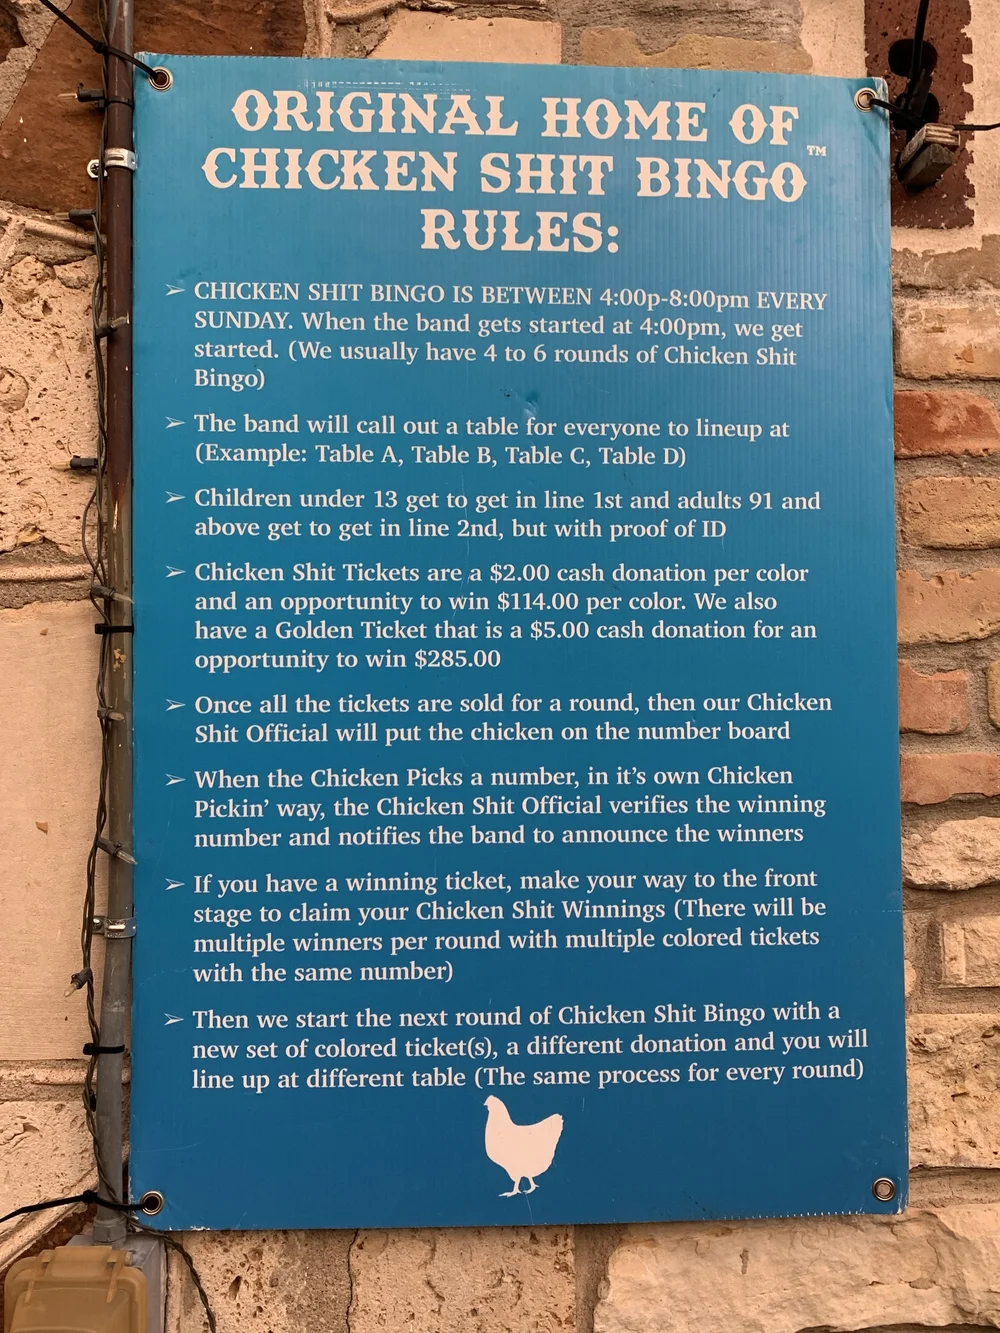 ORIGINAL HOME OF
CHICKEN SHIT BINGO™
RULES:
➢ CHICKEN SHIT BINGO IS BETWEEN 4:00p-8:00pm EVERY
SUNDAY. When the band gets started at 4:00pm, we get
started. (We usually have 4 to 6 rounds of Chicken Shit
Bingo)
➢ The band will call out a table for everyone to lineup at
(Example: Table A, Table B, Table C, Table D)
➢ Children under 13 get to get in line 1st and adults 91 and
above get to get in line 2nd, but with proof of ID
➢ Chicken Shit Tickets are a $2.00 cash donation per color
and an opportunity to win $114.00 per color. We also
have a Golden Ticket that is a $5.00 cash donation for an
opportunity to win $285.00
➢ Once all the tickets are sold for a round, then our Chicken
Shit Official will put the chicken on the number board
➢ When the Chicken Picks a number, in it's own Chicken
Pickin' way, the Chicken Shit Official verifies the winning
number and notifies the band to announce the winners
➢ If you have a winning ticket, make your way to the front
stage to claim your Chicken Shit Winnings (There will be
multiple winners per round with multiple colored tickets
with the same number)
➢ Then we start the next round of Chicken Shit Bingo with a
new set of colored ticket(s), a different donation and you will
line up at different table (The same process for every round)